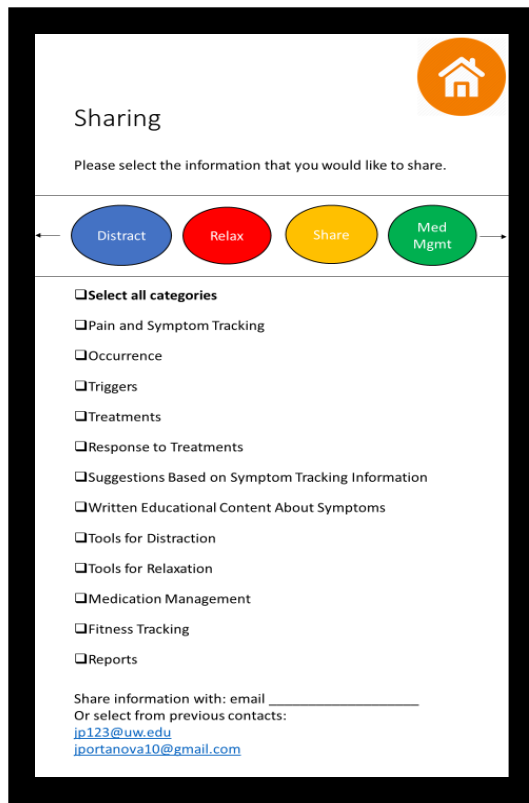 Sharing
Please select the information that you would like to share.
Distract
Relax
Share
Med
Mgmt
❑Select all categories
❑Pain and Symptom Tracking
❑Occurrence
❑Triggers
❑Treatments
❑Response to Treatments
❑Suggestions Based on Symptom Tracking Information
❑Written Educational Content About Symptoms
❑Tools for Distraction
❑Tools for Relaxation
❑Medication Management
❑Fitness Tracking
❑Reports
Share information with: email ____________________
Or select from previous contacts:
jp123@uw.edu
jportanova10@gmail.com